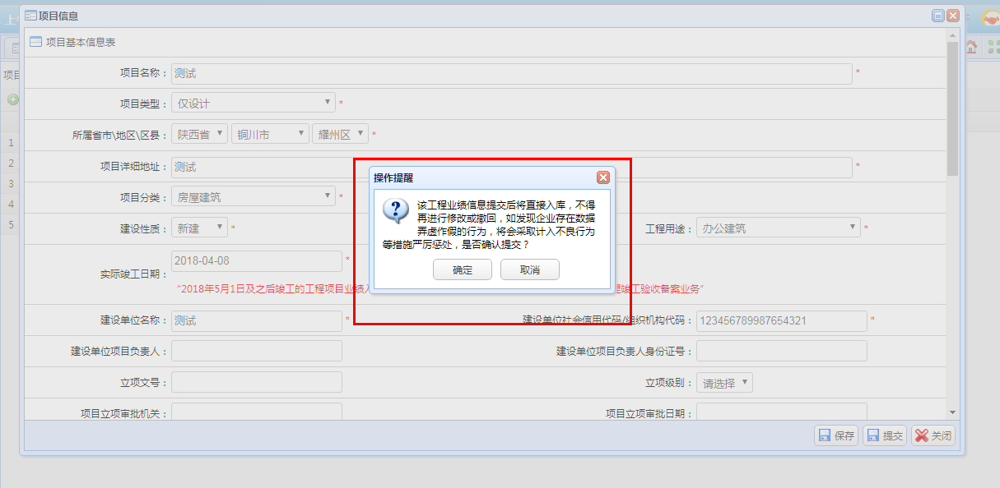 上
项目信息
项目基本信息表
项目
项目名称： 测试 *
项目类型： 仅设计 *
所属省市\地区\区县： 陕西省 铜川市 耀州区 *
1
项目详细地址： 测试 *
2
操作提醒
3
项目分类： 房屋建筑 *
该工程业绩信息提交后将直接入库，不得
再进行修改或撤回，如发现企业存在数据
弄虚作假的行为，将会采取计入不良行为
等措施严厉惩处，是否确认提交？
确定 取消
4
建设性质： 新建 * 工程用途： 办公建筑 *
5
实际竣工日期： 2018-04-08 *
“2018年5月1日及之后竣工的工程项目业绩 竣工验收备案业务”
建设单位名称： 测试 * 建设单位社会信用代码/组织机构代码： 123456789987654321 *
建设单位项目负责人： 建设单位项目负责人身份证号：
立项文号： 立项级别： 请选择
项目立项审批机关： 项目立项审批日期：
保存 提交 关闭